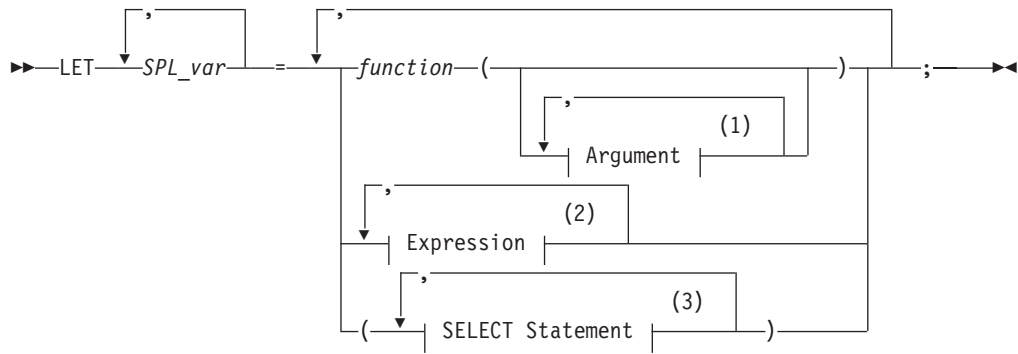 , ,
LET SPL_var = function ( ) ;
,
(1)
Argument
,
(2)
Expression
,
(3)
( SELECT Statement )